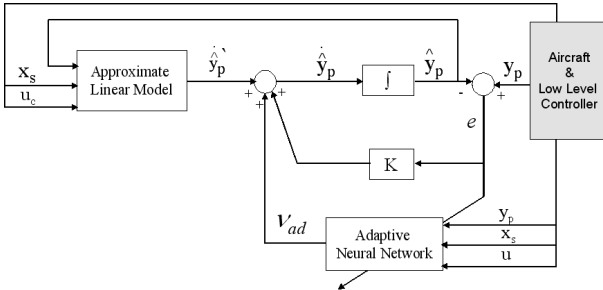 x_s
u_c
Approximate
Linear Model
ẏ̂_p`
+
+
+
ẏ̂_p
∫
ŷ_p
-
+
y_p
Aircraft
&
Low Level
Controller
e
K
ν_ad
Adaptive
Neural Network
y_p
x_s
u